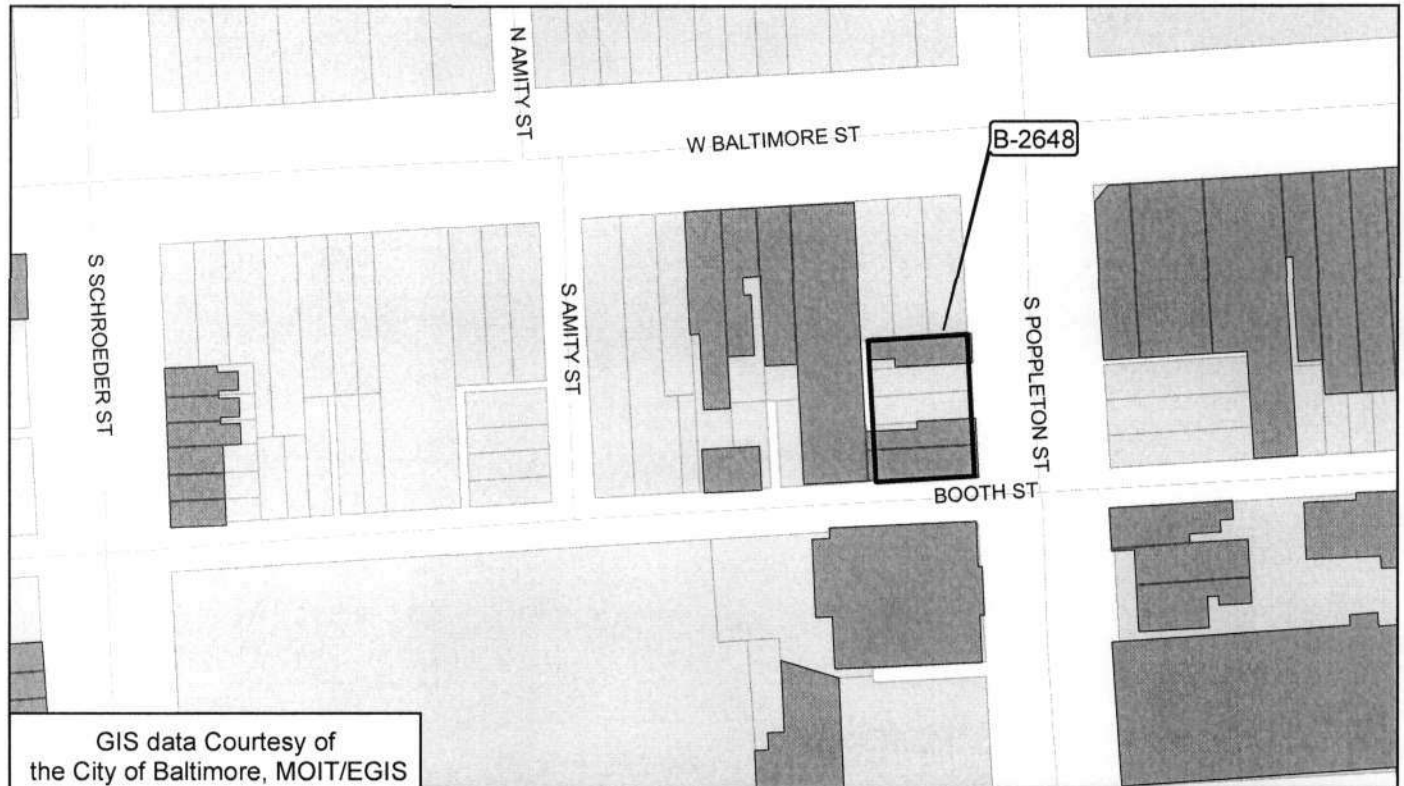 N AMITY ST
W BALTIMORE ST
B-2648
S SCHROEDER ST
S AMITY ST
S POPPLETON ST
BOOTH ST
GIS data Courtesy of
the City of Baltimore, MOIT/EGIS